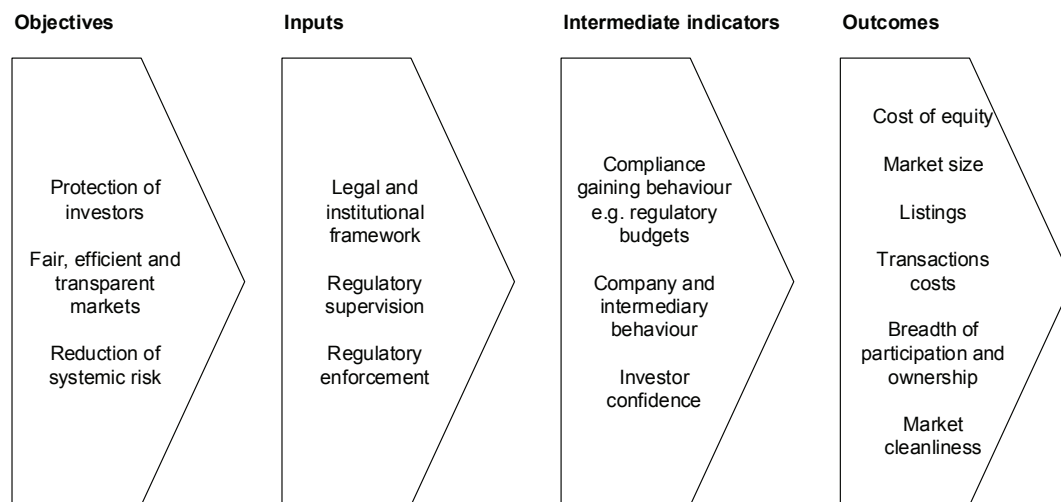 Objectives
Protection of
investors
Fair, efficient and
transparent
markets
Reduction of
systemic risk
Inputs
Legal and
institutional
framework
Regulatory
supervision
Regulatory
enforcement
Intermediate indicators
Compliance
gaining behaviour
e.g. regulatory
budgets
Company and
intermediary
behaviour
Investor
confidence
Outcomes
Cost of equity
Market size
Listings
Transactions
costs
Breadth of
participation and
ownership
Market
cleanliness